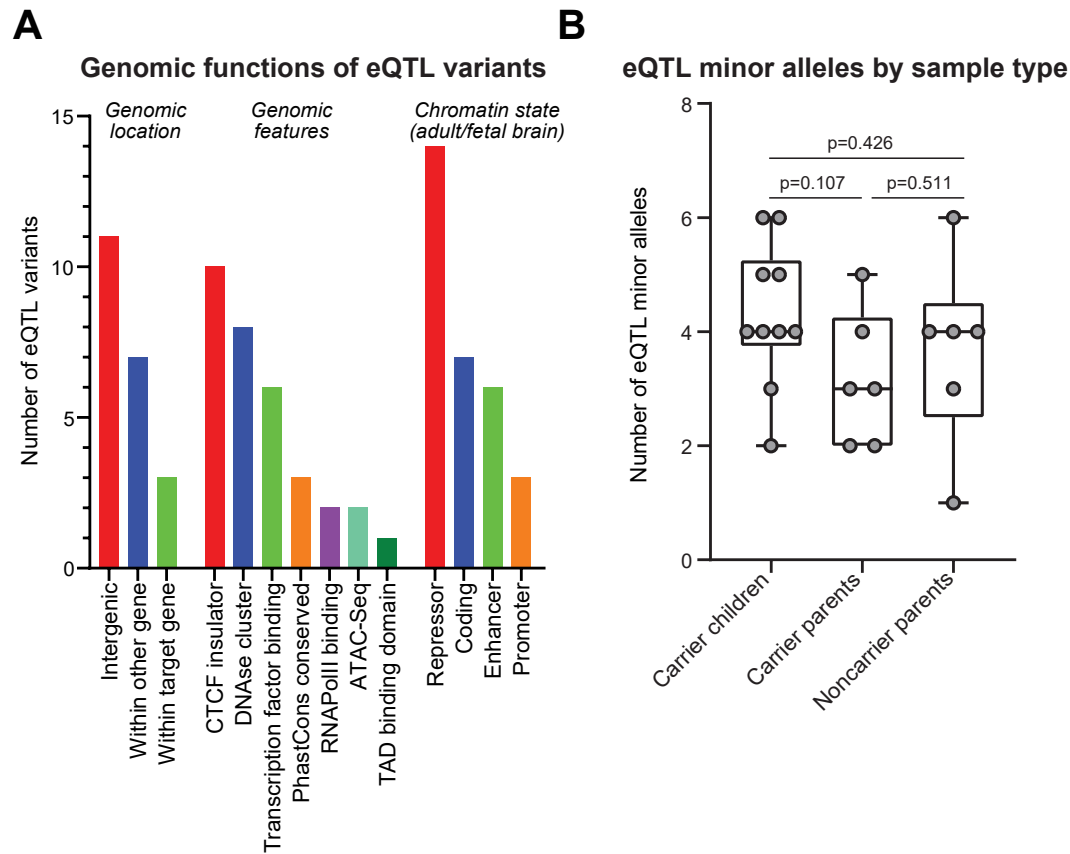 A
Genomic functions of eQTL variants
Genomic
location
Genomic
features
Chromatin state
(adult/fetal brain)
Number of eQTL variants
15
10
5
0
Intergenic
Within other gene
Within target gene
CTCF insulator
DNAse cluster
Transcription factor binding
PhastCons conserved
RNAPolII binding
ATAC-Seq
TAD binding domain
Repressor
Coding
Enhancer
Promoter
B
eQTL minor alleles by sample type
Number of eQTL minor alleles
8
6
4
2
0
p=0.426
p=0.107
p=0.511
Carrier children
Carrier parents
Noncarrier parents